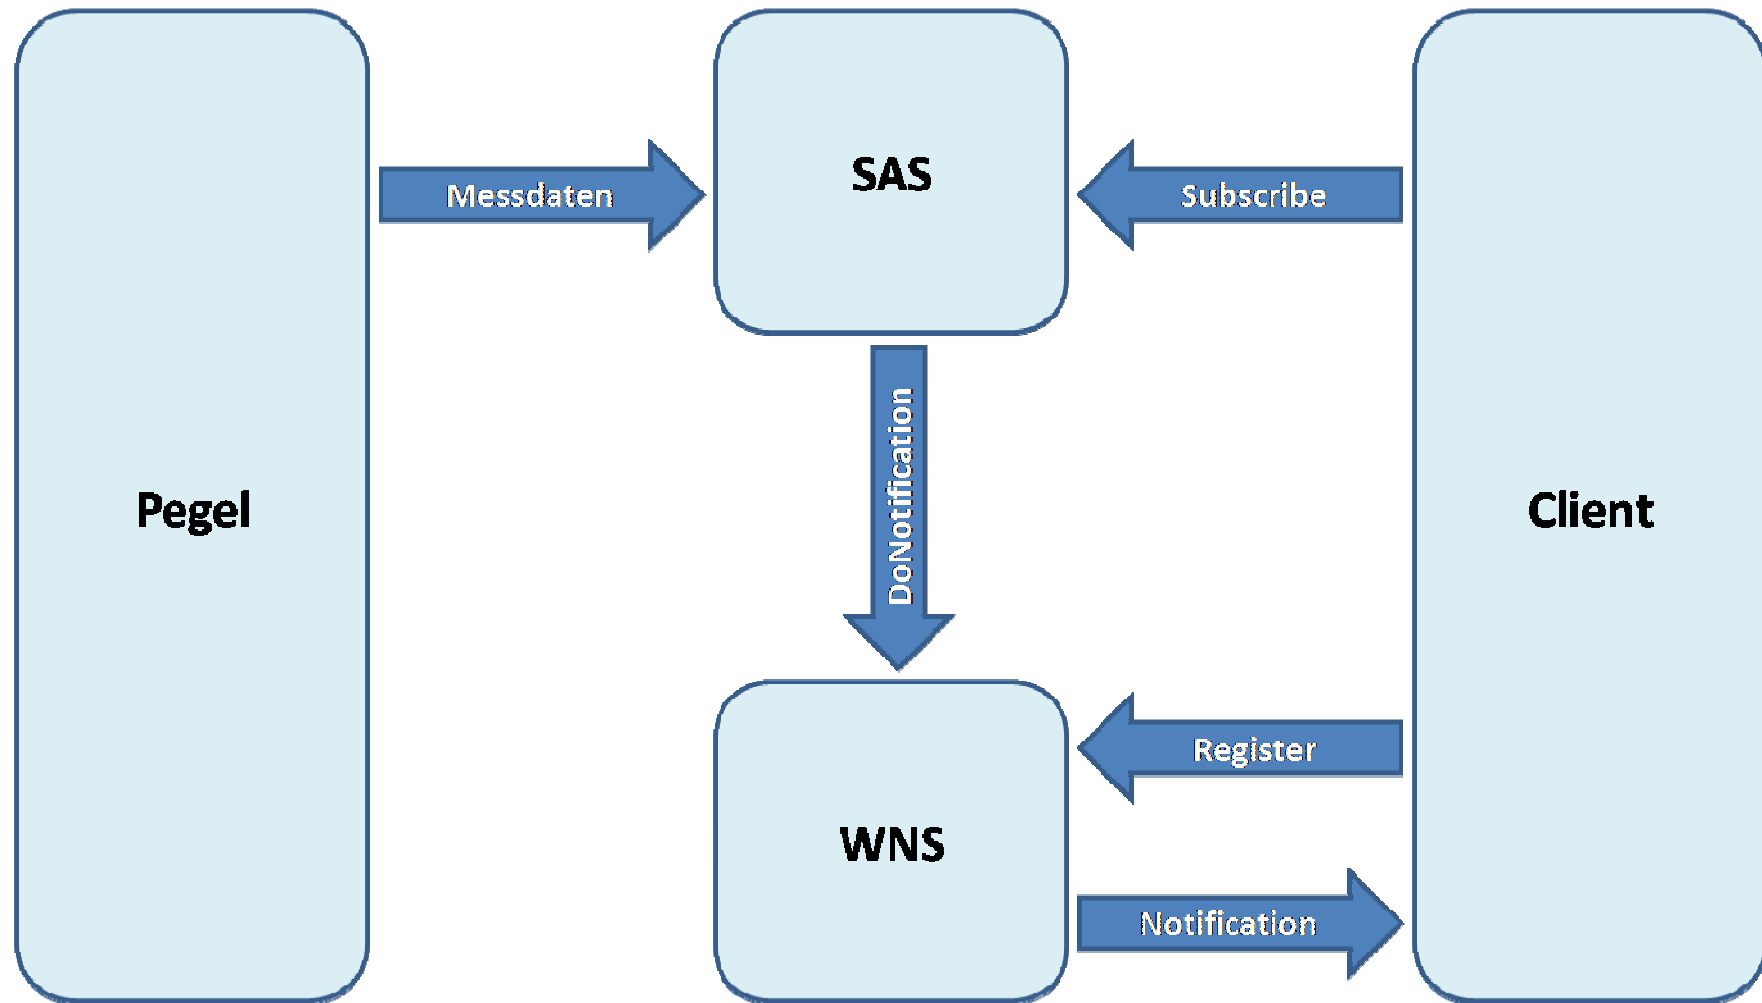 SAS
Messdaten
Subscribe
DoNotification
Pegel
Client
Register
WNS
Notification